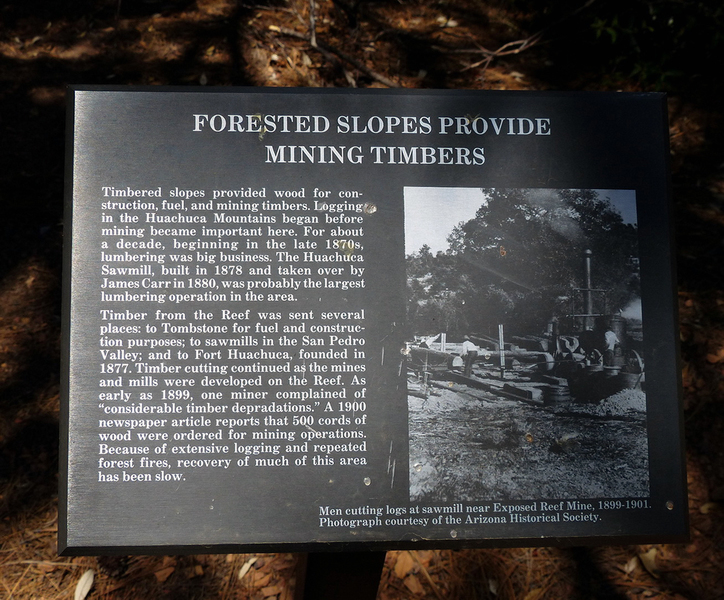 FORESTED SLOPES PROVIDE
MINING TIMBERS
Timbered slopes provided wood for con-
struction, fuel, and mining timbers. Logging
in the Huachuca Mountains began before
mining became important here. For about
a decade, beginning in the late 1870s,
lumbering was big business. The Huachuca
Sawmill, built in 1878 and taken over by
James Carr in 1880, was probably the largest
lumbering operation in the area.
Timber from the Reef was sent several
places: to Tombstone for fuel and construc-
tion purposes; to sawmills in the San Pedro
Valley; and to Fort Huachuca, founded in
1877. Timber cutting continued as the mines
and mills were developed on the Reef. As
early as 1899, one miner complained of
“considerable timber depradations.” A 1900
newspaper article reports that 500 cords of
wood were ordered for mining operations.
Because of extensive logging and repeated
forest fires, recovery of much of this area
has been slow.
Men cutting logs at sawmill near Exposed Reef Mine, 1899-1901.
Photograph courtesy of the Arizona Historical Society.